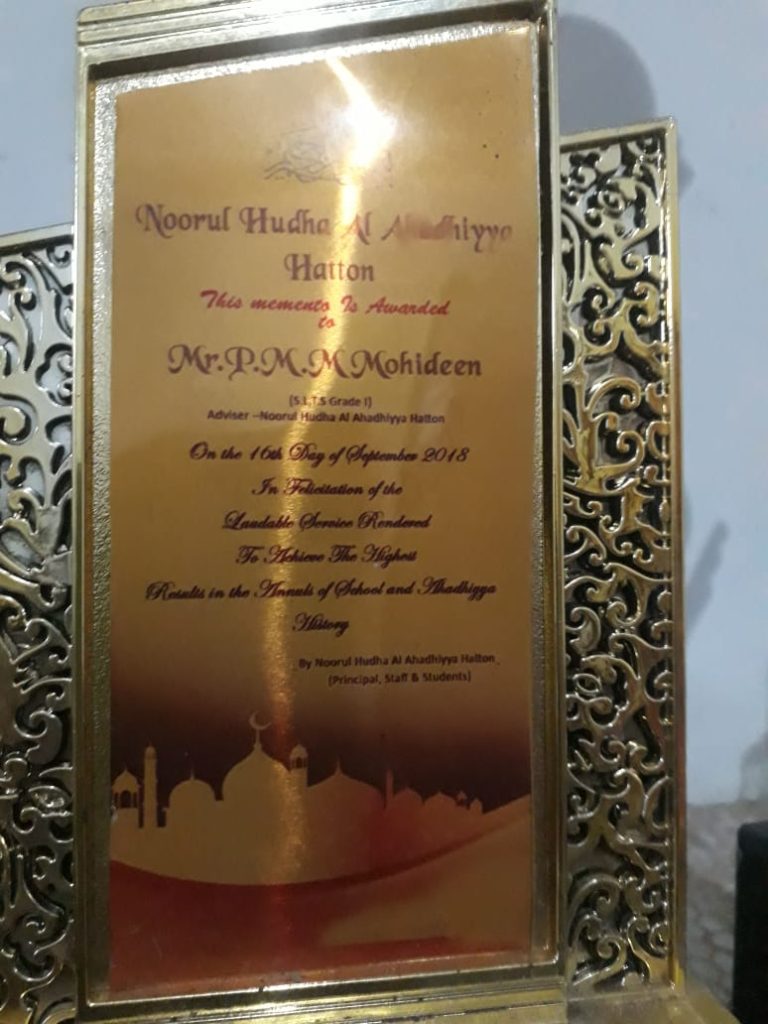 Noorul Hudha Al Ahadhiyya
Hatton
This memento Is Awarded
to
Mr.P.M.M Mohideen
(S.L.T.S Grade I)
Adviser –Noorul Hudha Al Ahadhiyya Hatton
On the 16th Day of September 2018
In Felicitation of the
Laudable Service Rendered
To Achieve The Highest
Results in the Annals of School and Ahadhigya
History
By Noorul Hudha Al Ahadhiyya Hatton
(Principal, Staff & Students)